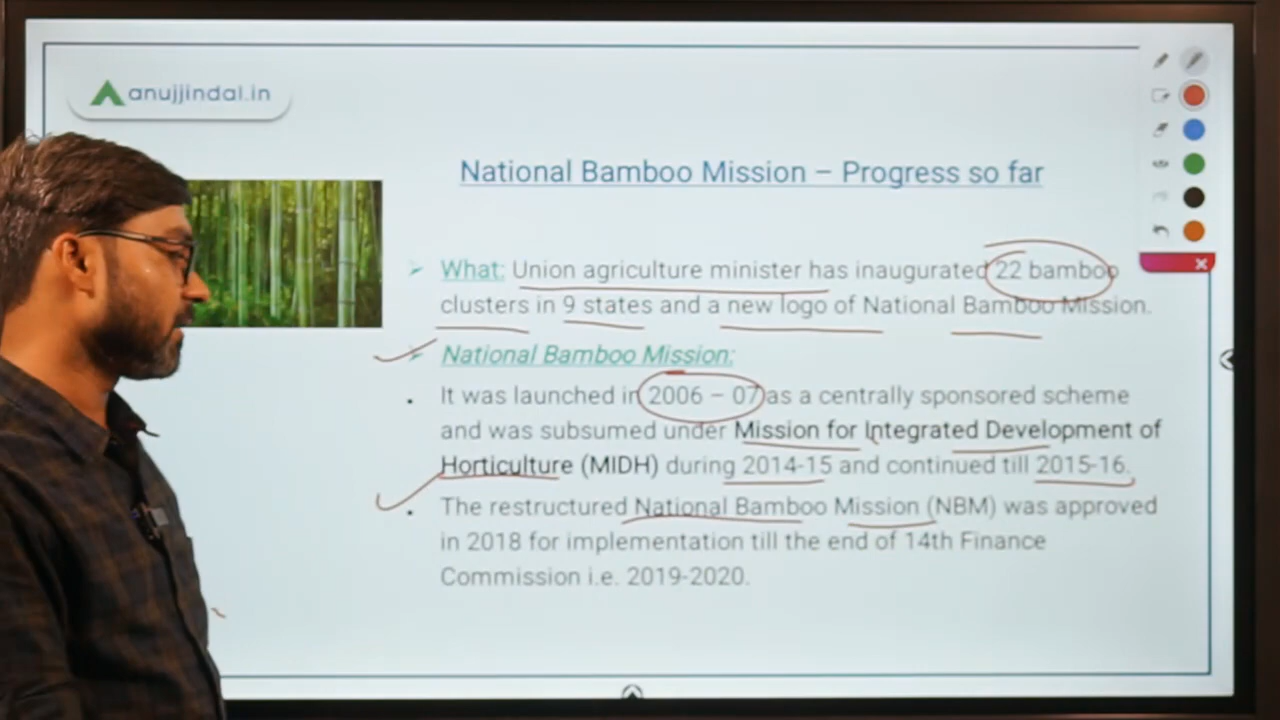 anujjindal.in
National Bamboo Mission – Progress so far
What: Union agriculture minister has inaugurated 22 bamboo
clusters in 9 states and a new logo of National Bamboo Mission.
National Bamboo Mission:
It was launched in 2006 – 07 as a centrally sponsored scheme
and was subsumed under Mission for Integrated Development of
Horticulture (MIDH) during 2014-15 and continued till 2015-16.
The restructured National Bamboo Mission (NBM) was approved
in 2018 for implementation till the end of 14th Finance
Commission i.e. 2019-2020.